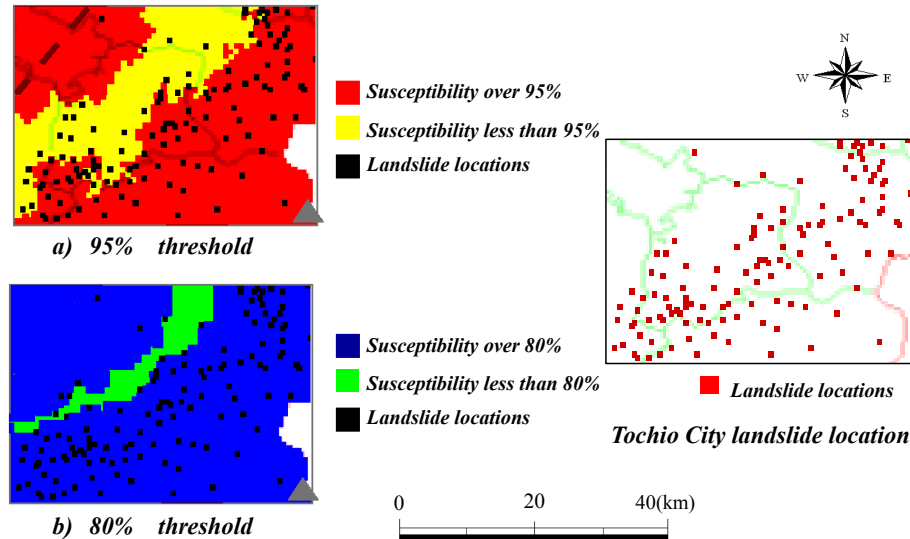 Susceptibility over 95%
Susceptibility less than 95%
Landslide locations
a) 95% threshold
N
W E
S
Susceptibility over 80%
Susceptibility less than 80%
Landslide locations
b) 80% threshold
Landslide locations
Tochio City landslide location
0 20 40(km)